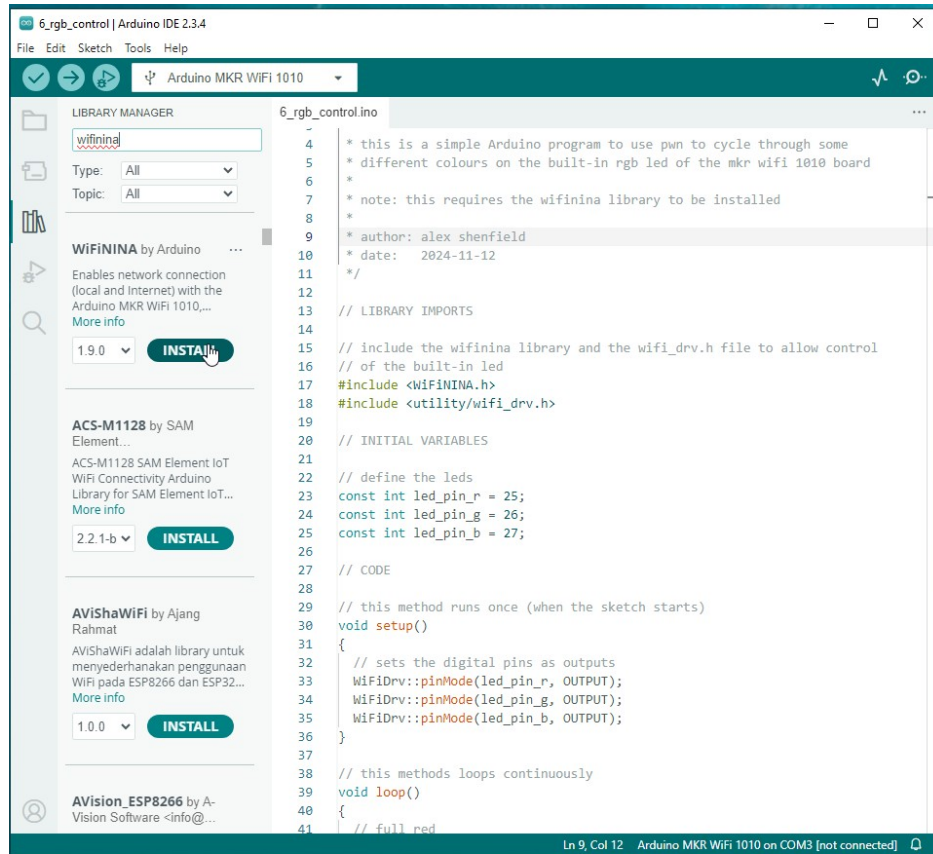 6_rgb_control | Arduino IDE 2.3.4
File Edit Sketch Tools Help
Arduino MKR WiFi 1010
LIBRARY MANAGER
wifinina
Type: All
Topic: All
WiFiNINA by Arduino ...
Enables network connection
(local and Internet) with the
Arduino MKR WiFi 1010,...
More info
1.9.0
INSTALL
ACS-M1128 by SAM
Element...
ACS-M1128 SAM Element IoT
WiFi Connectivity Arduino
Library for SAM Element IoT...
More info
2.2.1-b
INSTALL
AViShaWiFi by Ajang
Rahmat
AViShaWiFi adalah library untuk
menyederhanakan penggunaan
WiFi pada ESP8266 dan ESP32...
More info
1.0.0
INSTALL
AVision_ESP8266 by A-
Vision Software <info@...
6_rgb_control.ino
...
4 * this is a simple Arduino program to use pwn to cycle through some
5 * different colours on the built-in rgb led of the mkr wifi 1010 board
6 *
7 * note: this requires the wifinina library to be installed
8 *
9 * author: alex shenfield
10 * date:   2024-11-12
11 */
12
13 // LIBRARY IMPORTS
14
15 // include the wifinina library and the wifi_drv.h file to allow control
16 // of the built-in led
17 #include <WiFiNINA.h>
18 #include <utility/wifi_drv.h>
19
20 // INITIAL VARIABLES
21
22 // define the leds
23 const int led_pin_r = 25;
24 const int led_pin_g = 26;
25 const int led_pin_b = 27;
26
27 // CODE
28
29 // this method runs once (when the sketch starts)
30 void setup()
31 {
32   // sets the digital pins as outputs
33   WiFiDrv::pinMode(led_pin_r, OUTPUT);
34   WiFiDrv::pinMode(led_pin_g, OUTPUT);
35   WiFiDrv::pinMode(led_pin_b, OUTPUT);
36 }
37
38 // this methods loops continuously
39 void loop()
40 {
41   // full red
Ln 9, Col 12 Arduino MKR WiFi 1010 on COM3 [not connected]